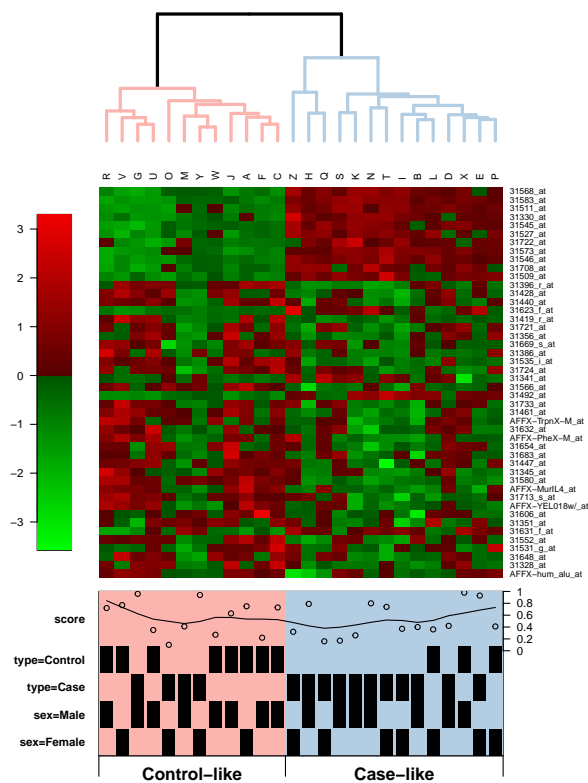 R V G U O M Y W J A F C Z H Q S K N T I B L D X E P
31568_at
31583_at
31511_at
31330_at
31545_at
31527_at
31722_at
31573_at
31546_at
31708_at
31509_at
31396_r_at
31428_at
31440_at
31623_f_at
31419_r_at
31721_at
31356_at
31669_s_at
31386_at
31535_i_at
31724_at
31341_at
31566_at
31492_at
31733_at
31461_at
AFFX−TrpnX−M_at
31632_at
AFFX−PheX−M_at
31654_at
31683_at
31447_at
31345_at
31580_at
AFFX−MurIL4_at
31713_s_at
AFFX−YEL018w/_at
31606_at
31351_at
31631_f_at
31552_at
31531_g_at
31648_at
31328_at
AFFX−hum_alu_at
3
2
1
0
−1
−2
−3
score
1
0.8
0.6
0.4
0.2
0
type=Control
type=Case
sex=Male
sex=Female
Control−like Case−like